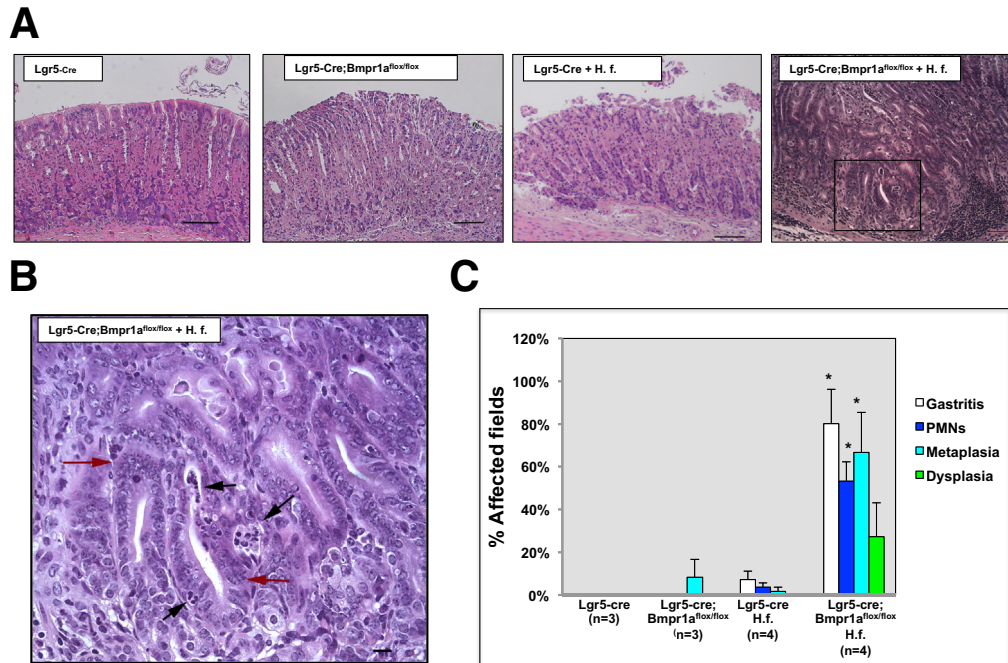 A
Lgr5-Cre
Lgr5-Cre;Bmpr1aflox/flox
Lgr5-Cre + H. f.
Lgr5-Cre;Bmpr1aflox/flox + H. f.
B
Lgr5-Cre;Bmpr1aflox/flox + H. f.
C
% Affected fields
120%
100%
80%
60%
40%
20%
0%
*
*
*
Gastritis
PMNs
Metaplasia
Dysplasia
Lgr5-cre
(n=3)
Lgr5-cre;
Bmpr1aflox/flox
(n=3)
Lgr5-cre
H.f.
(n=4)
Lgr5-cre;
Bmpr1aflox/flox
H.f.
(n=4)